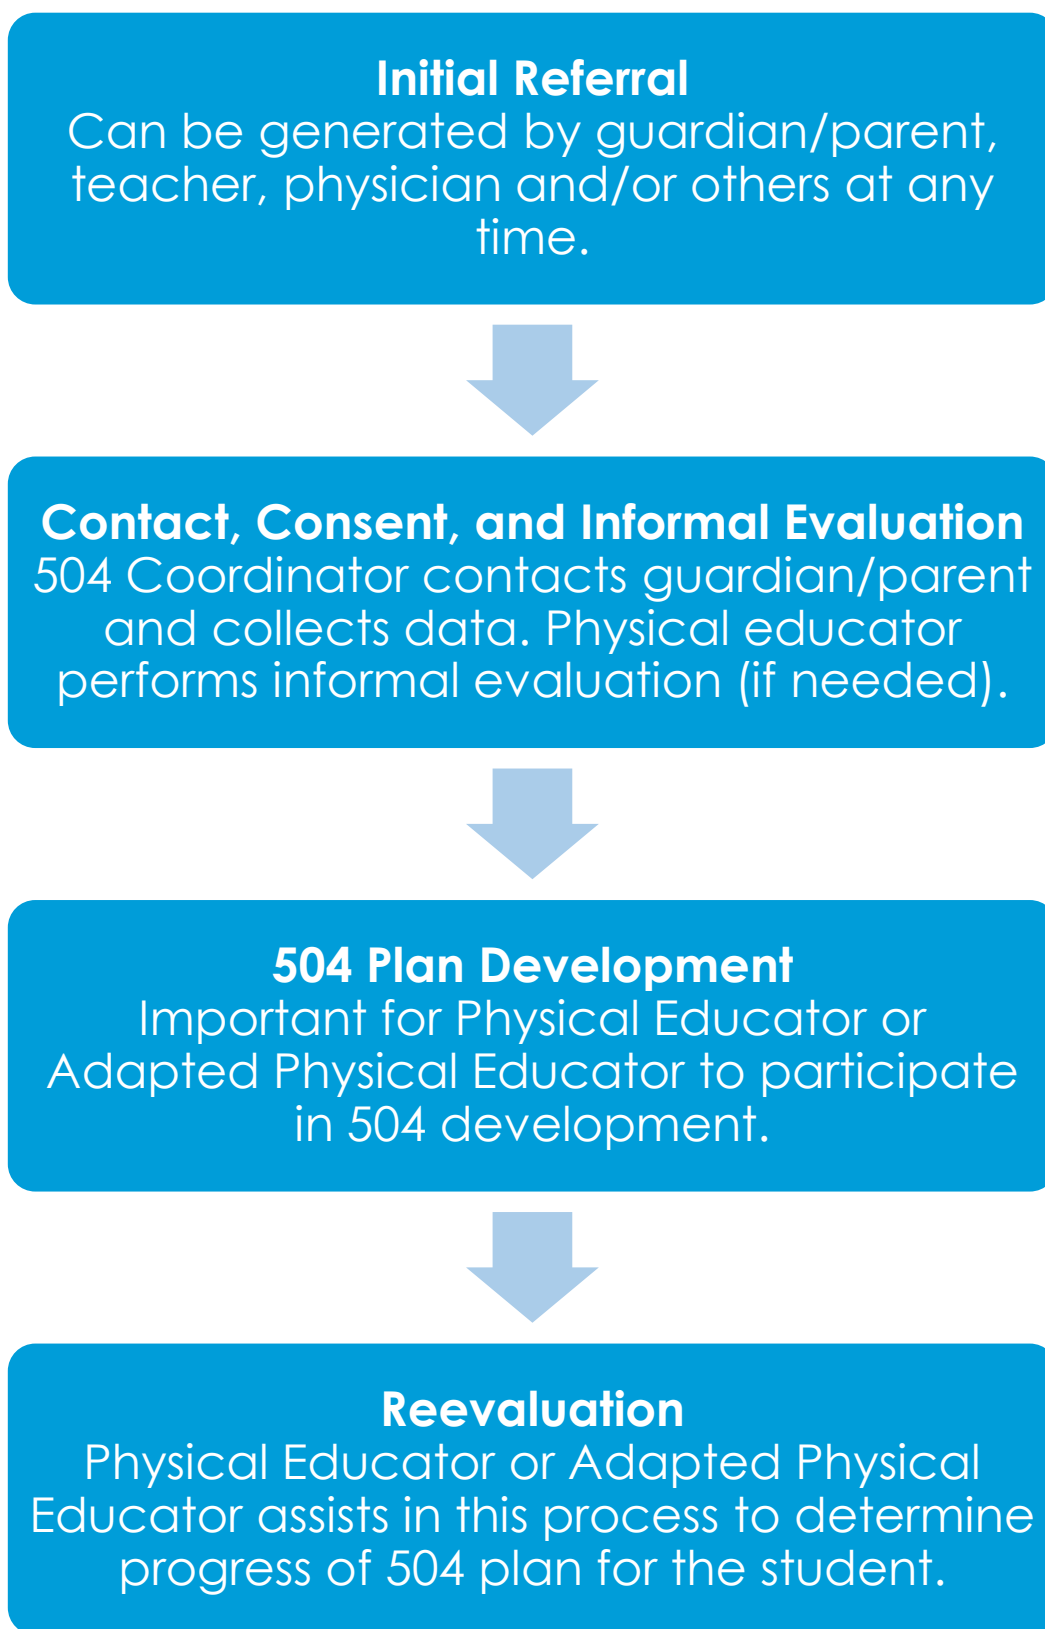 Initial Referral
Can be generated by guardian/parent,
teacher, physician and/or others at any
time.
Contact, Consent, and Informal Evaluation
504 Coordinator contacts guardian/parent
and collects data. Physical educator
performs informal evaluation (if needed).
504 Plan Development
Important for Physical Educator or
Adapted Physical Educator to participate
in 504 development.
Reevaluation
Physical Educator or Adapted Physical
Educator assists in this process to determine
progress of 504 plan for the student.